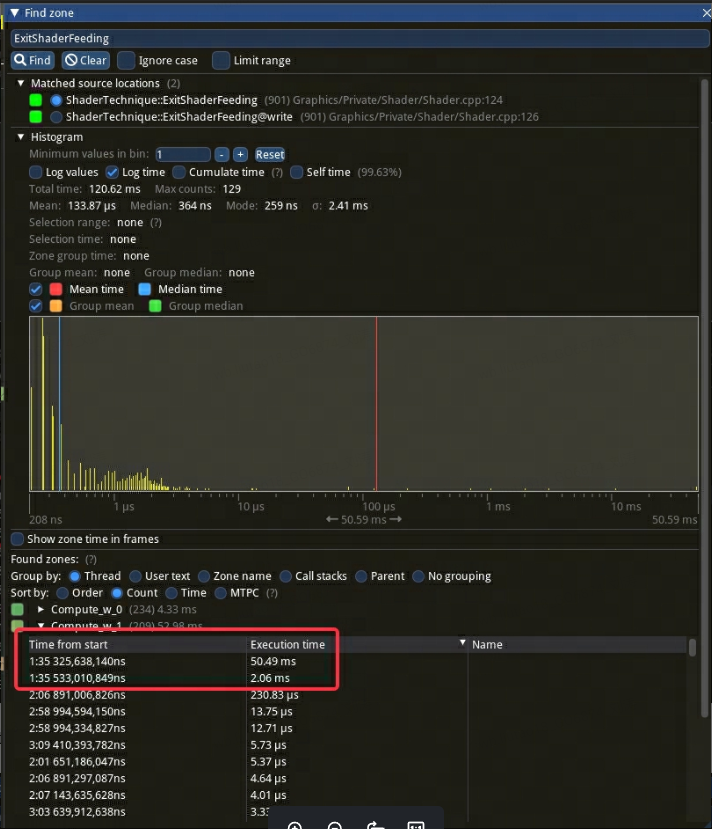 Find zone
ExitShaderFeeding
Find Clear Ignore case Limit range
Matched source locations (2)
ShaderTechnique::ExitShaderFeeding (901) Graphics/Private/Shader/Shader.cpp:124
ShaderTechnique::ExitShaderFeeding@write (901) Graphics/Private/Shader/Shader.cpp:126
Histogram
Minimum values in bin: 1 - + Reset
Log values Log time Cumulate time (?) Self time (99.63%)
Total time: 120.62 ms Max counts: 129
Mean: 133.87 µs Median: 364 ns Mode: 259 ns σ: 2.41 ms
Selection range: none (?)
Selection time: none
Zone group time: none
Group mean: none Group median: none
Mean time Median time
Group mean Group median
1 µs 10 µs 100 µs 1 ms 10 ms
208 ns 50.59 ms 50.59 ms
Show zone time in frames
Found zones: (?)
Group by: Thread User text Zone name Call stacks Parent No grouping
Sort by: Order Count Time MTPC (?)
Compute_w_0 (234) 4.33 ms
Compute_w_1 (209) 52.98 ms
Time from start Execution time Name
1:35 325,638,140ns 50.49 ms
1:35 533,010,849ns 2.06 ms
2:06 891,006,826ns 230.83 µs
2:58 994,594,150ns 13.75 µs
2:58 994,334,827ns 12.71 µs
3:09 410,393,782ns 5.73 µs
2:01 651,186,047ns 5.37 µs
2:06 891,297,087ns 4.64 µs
2:07 143,635,628ns 4.01 µs
3:03 639,912,638ns